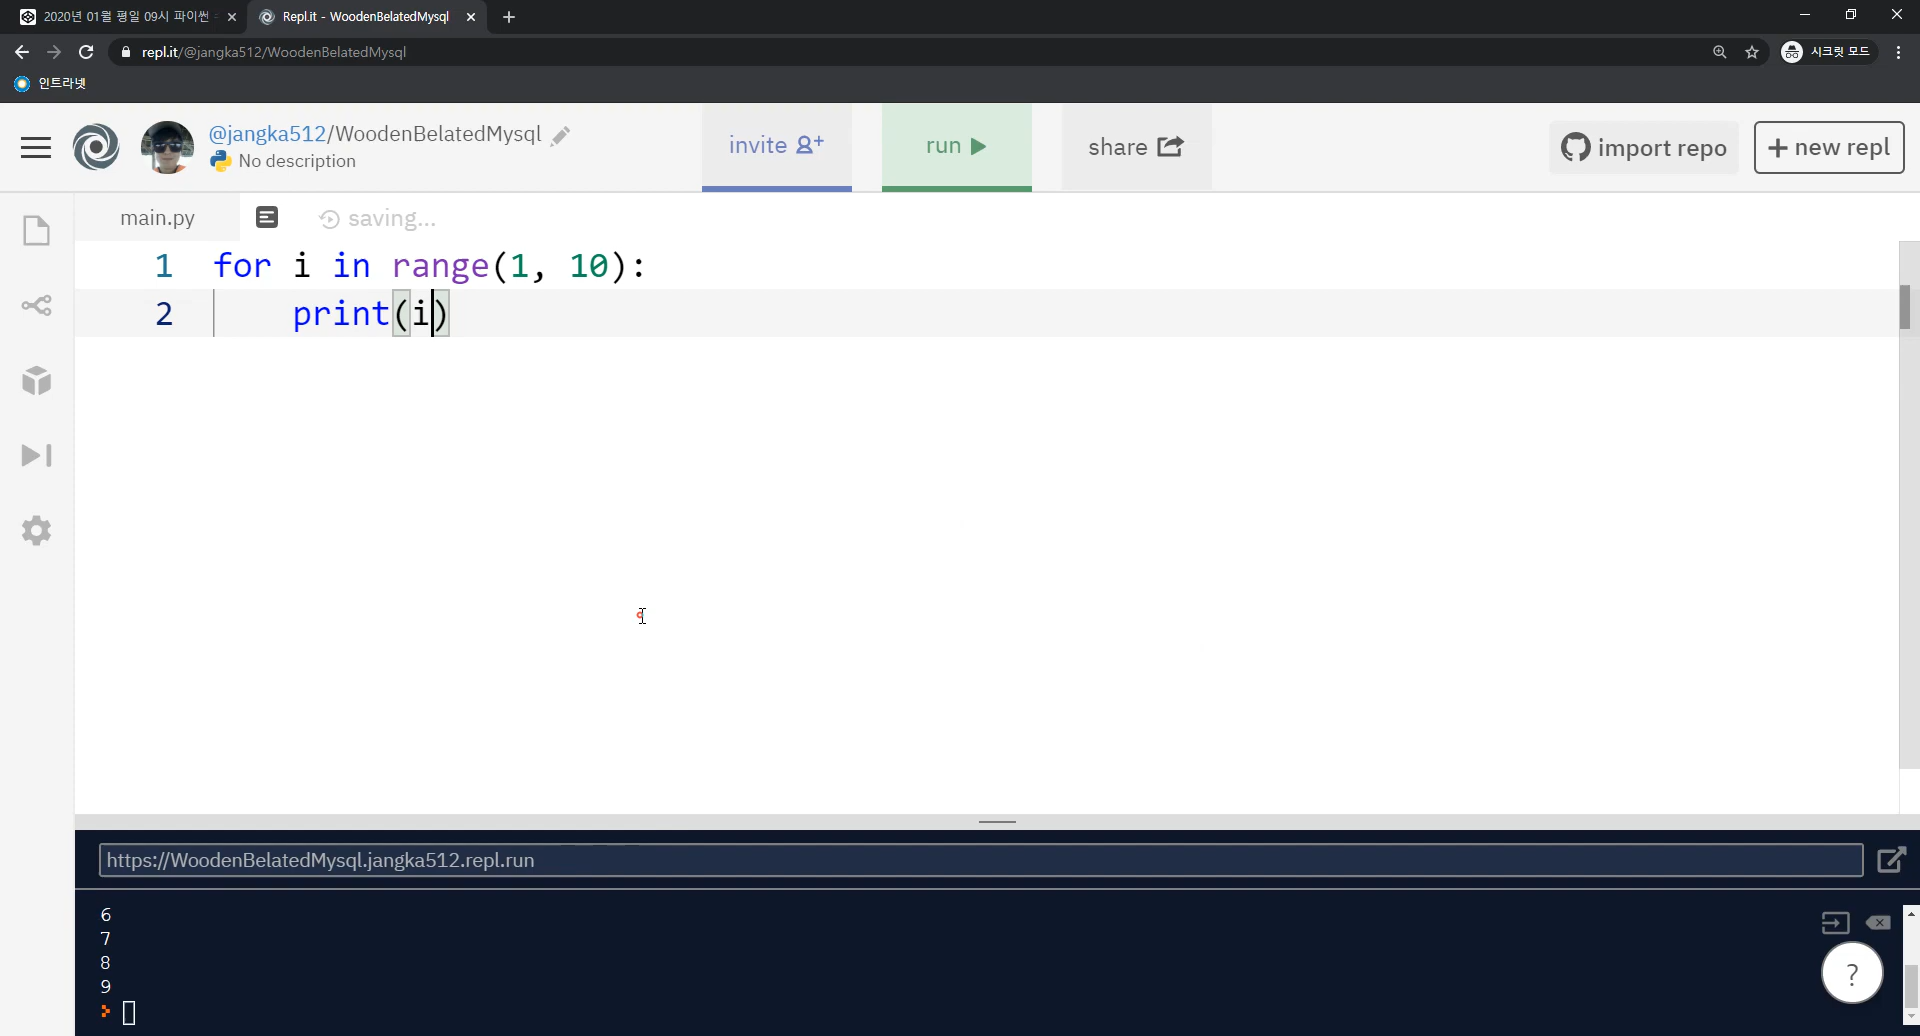 2020년 01월 평일 09시 파이썬
Repl.it - WoodenBelatedMysql
repl.it/@jangka512/WoodenBelatedMysql
시크릿 모드
인트라넷
@jangka512/WoodenBelatedMysql
No description
invite
run
share
import repo
+ new repl
main.py
saving...
1 for i in range(1, 10):
2 print(i)
https://WoodenBelatedMysql.jangka512.repl.run
6
7
8
9
?